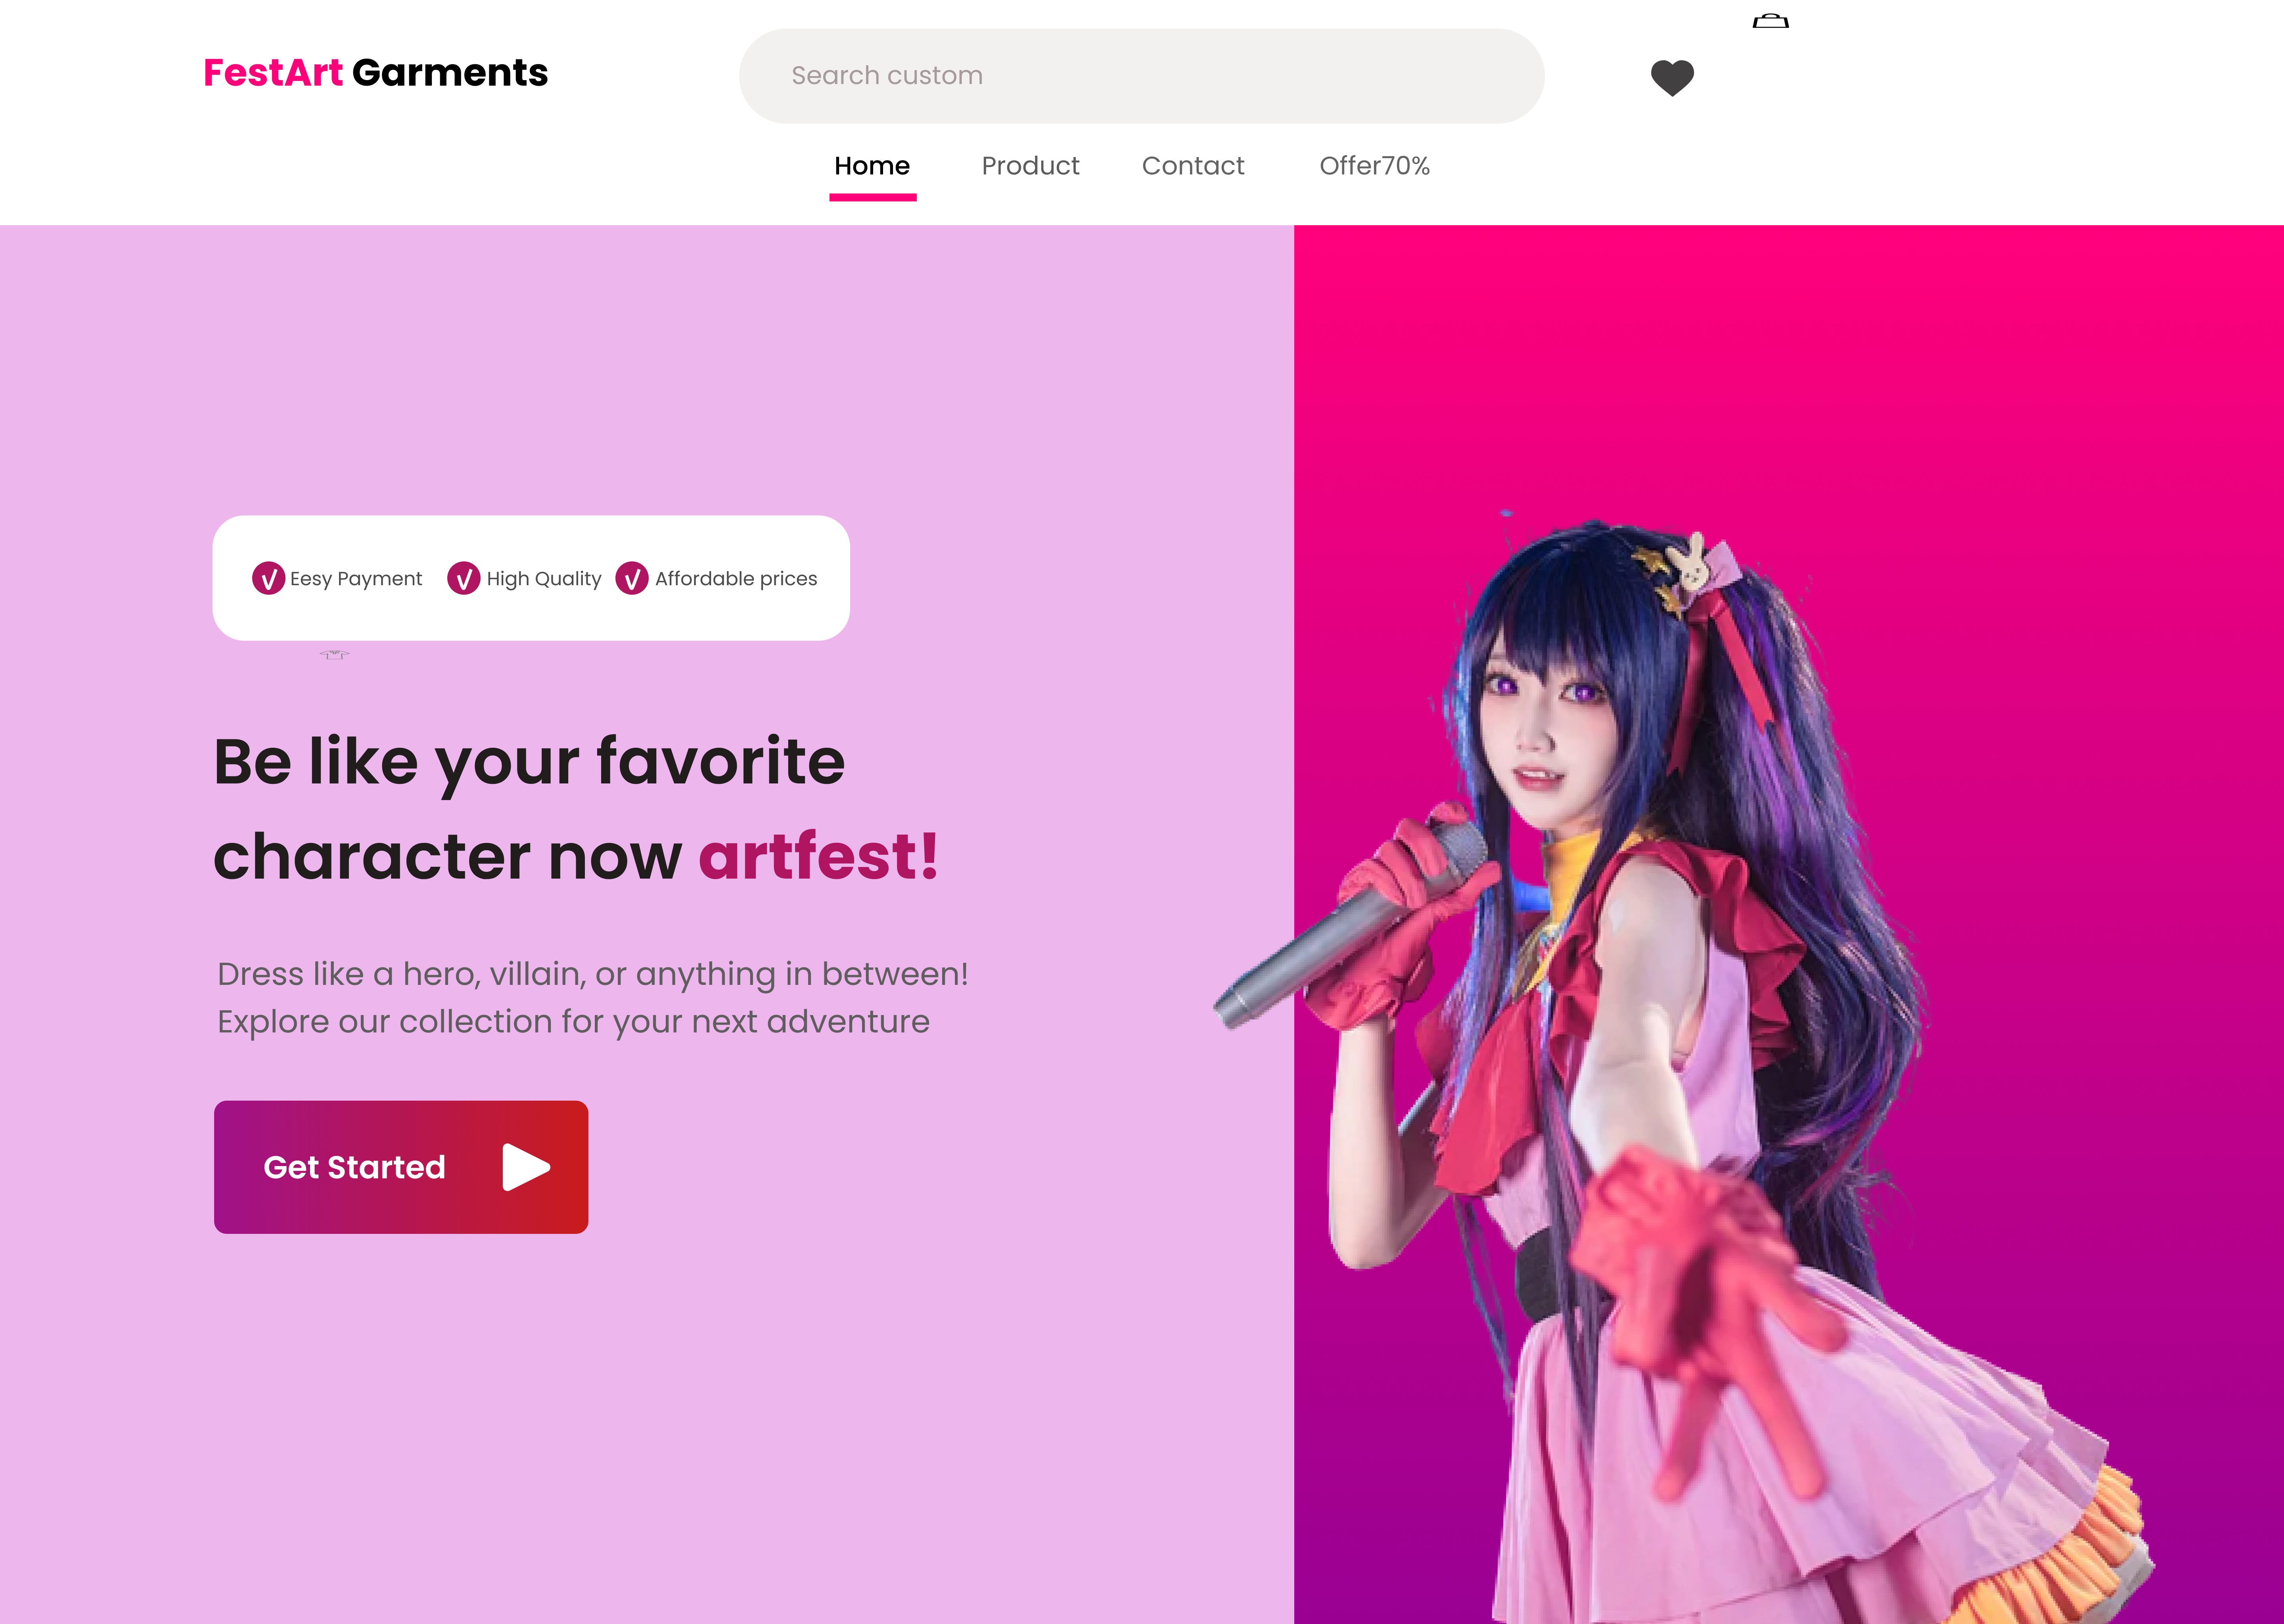 FestArt Garments
Search custom
Home Product Contact Offer70%
Eesy Payment High Quality Affordable prices
Be like your favorite
character now artfest!
Dress like a hero, villain, or anything in between!
Explore our collection for your next adventure
Get Started